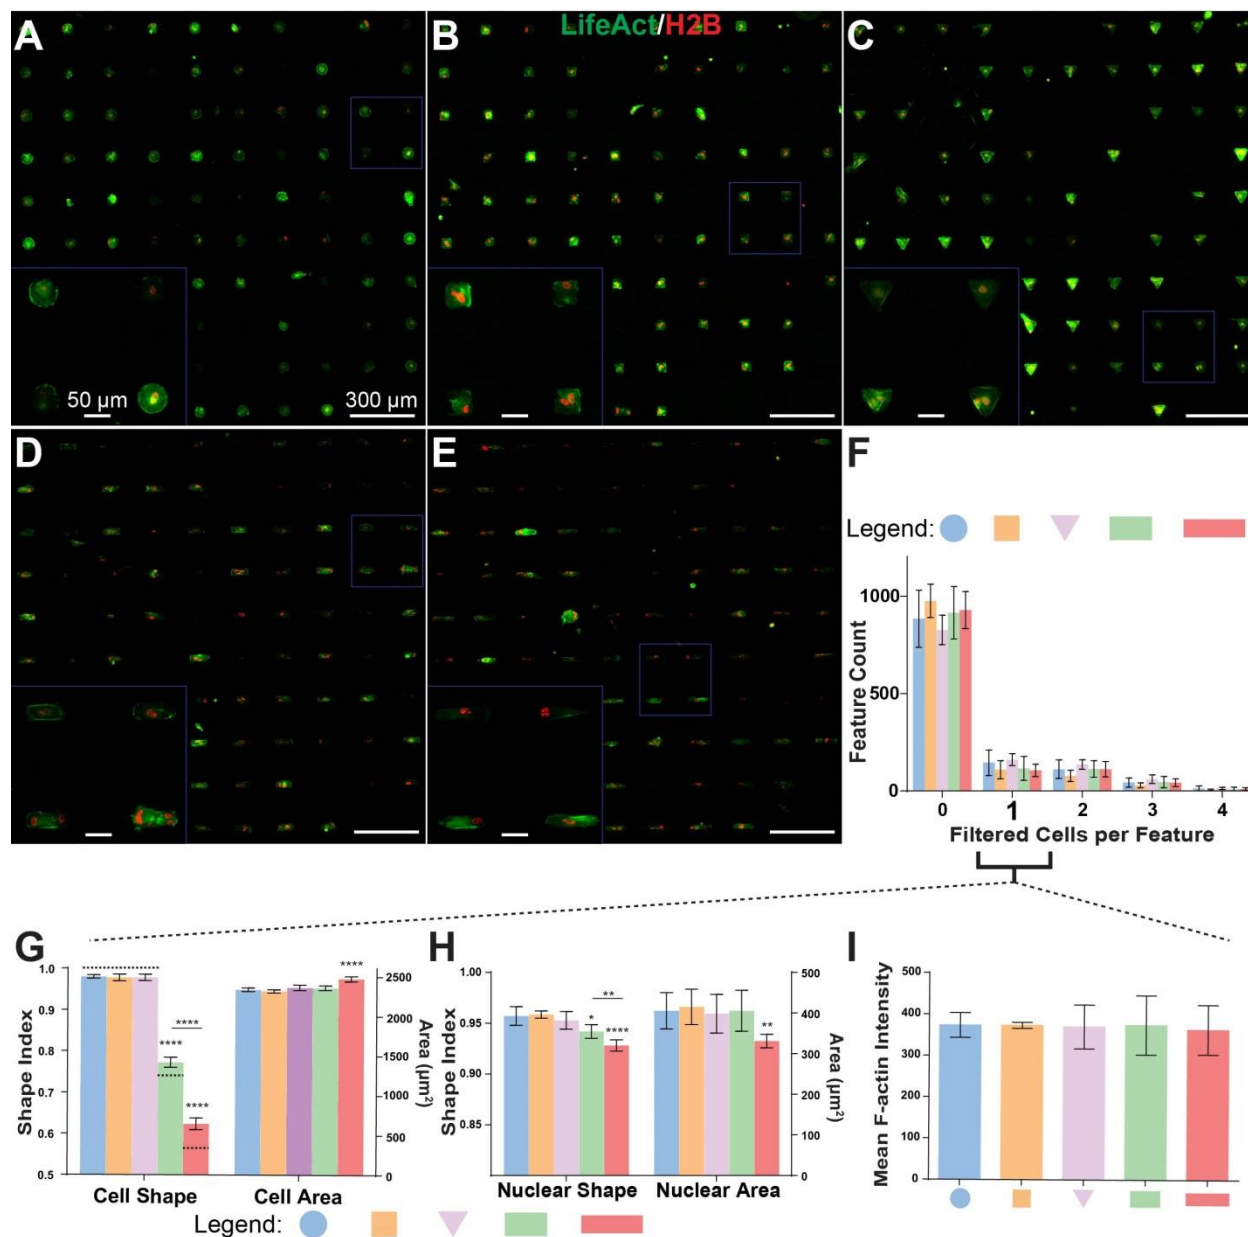 A
B
LifeAct/H2B
C
50 µm
300 µm
D
E
F
Legend:
Feature Count
1000
500
0
0 1 2 3 4
Filtered Cells per Feature
G
Shape Index
1.0
0.9
0.8
0.7
0.6
0.5
****
****
****
****
2500
2000
1500
1000
500
0
Area (µm²)
Cell Shape Cell Area
H
Shape Index
1.00
0.95
0.90
0.85
**
*
****
**
500
400
300
200
100
0
Area (µm²)
Nuclear Shape Nuclear Area
I
Mean F-actin Intensity
500
400
300
200
100
0
Legend: